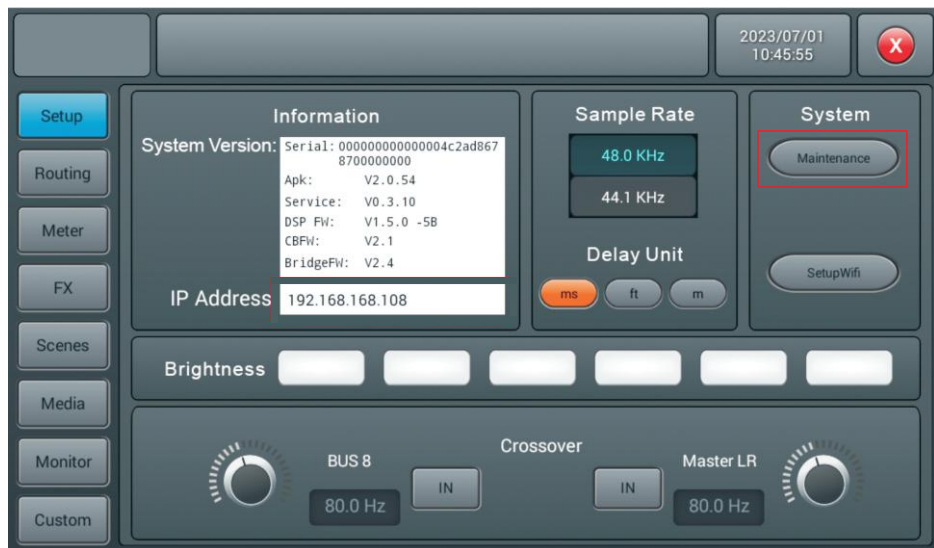 2023/07/01
10:45:55
X
Setup
Routing
Meter
FX
Scenes
Media
Monitor
Custom
Information
System Version:
Serial: 000000000000004c2ad867
8700000000
Apk: V2.0.54
Service: V0.3.10
DSP FW: V1.5.0 -5B
CBFW: V2.1
BridgeFW: V2.4
IP Address
192.168.168.108
Sample Rate
48.0 KHz
44.1 KHz
Delay Unit
ms ft m
System
Maintenance
SetupWifi
Brightness
Crossover
BUS 8
80.0 Hz
IN
IN
Master LR
80.0 Hz